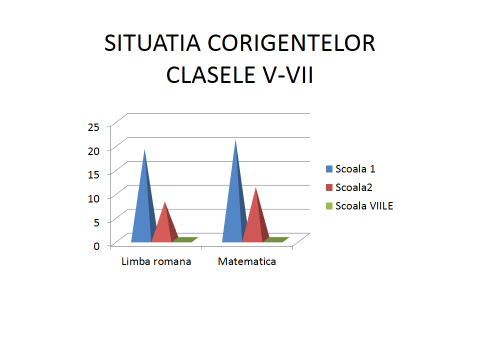 SITUATIA CORIGENTELOR
CLASELE V-VII
25
20
15
10
5
0
Limba romana
Matematica
Scoala 1
Scoala2
Scoala VIILE